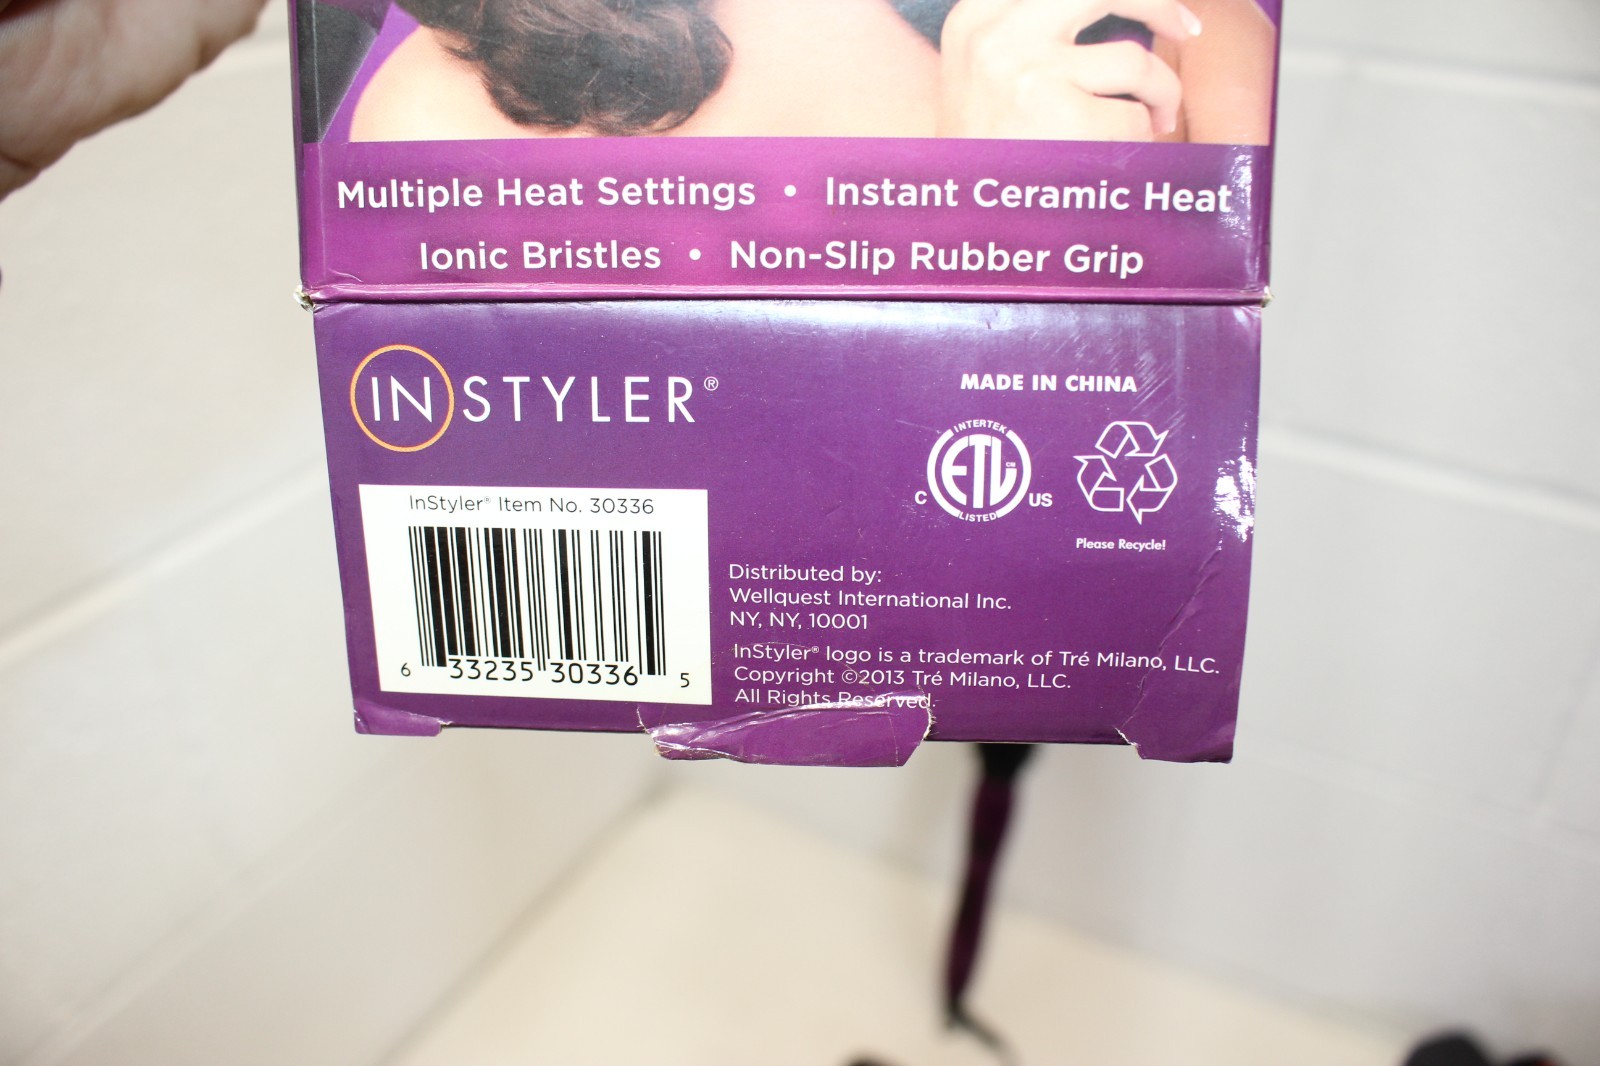 Multiple Heat Settings • Instant Ceramic Heat
Ionic Bristles • Non-Slip Rubber Grip
INSTYLER®
MADE IN CHINA
INTERTEK
ETL CM
C US
LISTED
Please Recycle!
InStyler® Item No. 30336
6 33235 30336 5
Distributed by:
Wellquest International Inc.
NY, NY, 10001
InStyler® logo is a trademark of Tré Milano, LLC.
Copyright ©2013 Tré Milano, LLC.
All Rights Reserved.